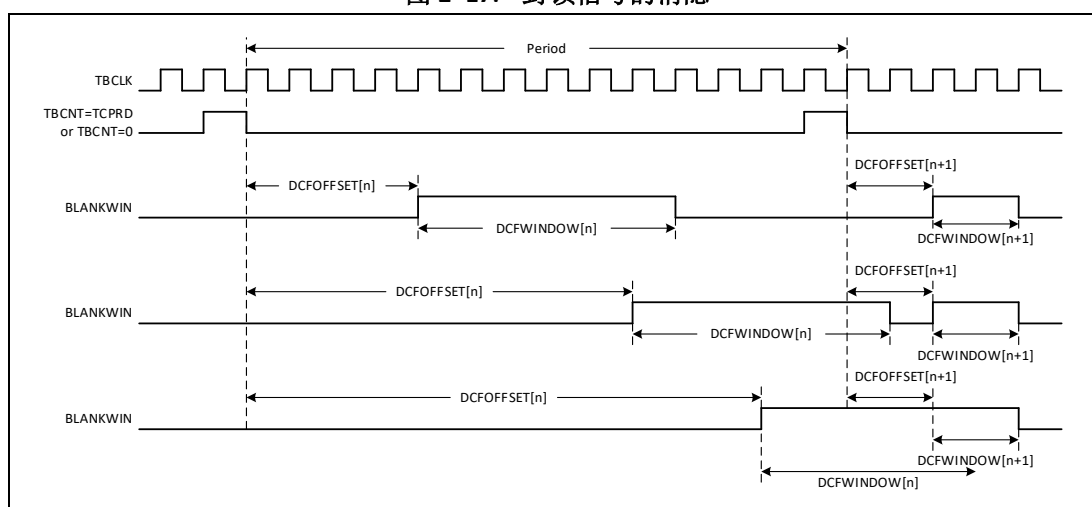 Period
TBCLK
TBCNT=TCPRD
or TBCNT=0
DCFOFFSET[n+1]
DCFOFFSET[n]
BLANKWIN
DCFWINDOW[n]
DCFWINDOW[n+1]
DCFOFFSET[n+1]
DCFOFFSET[n]
BLANKWIN
DCFWINDOW[n]
DCFWINDOW[n+1]
DCFOFFSET[n+1]
DCFOFFSET[n]
BLANKWIN
DCFWINDOW[n+1]
DCFWINDOW[n]